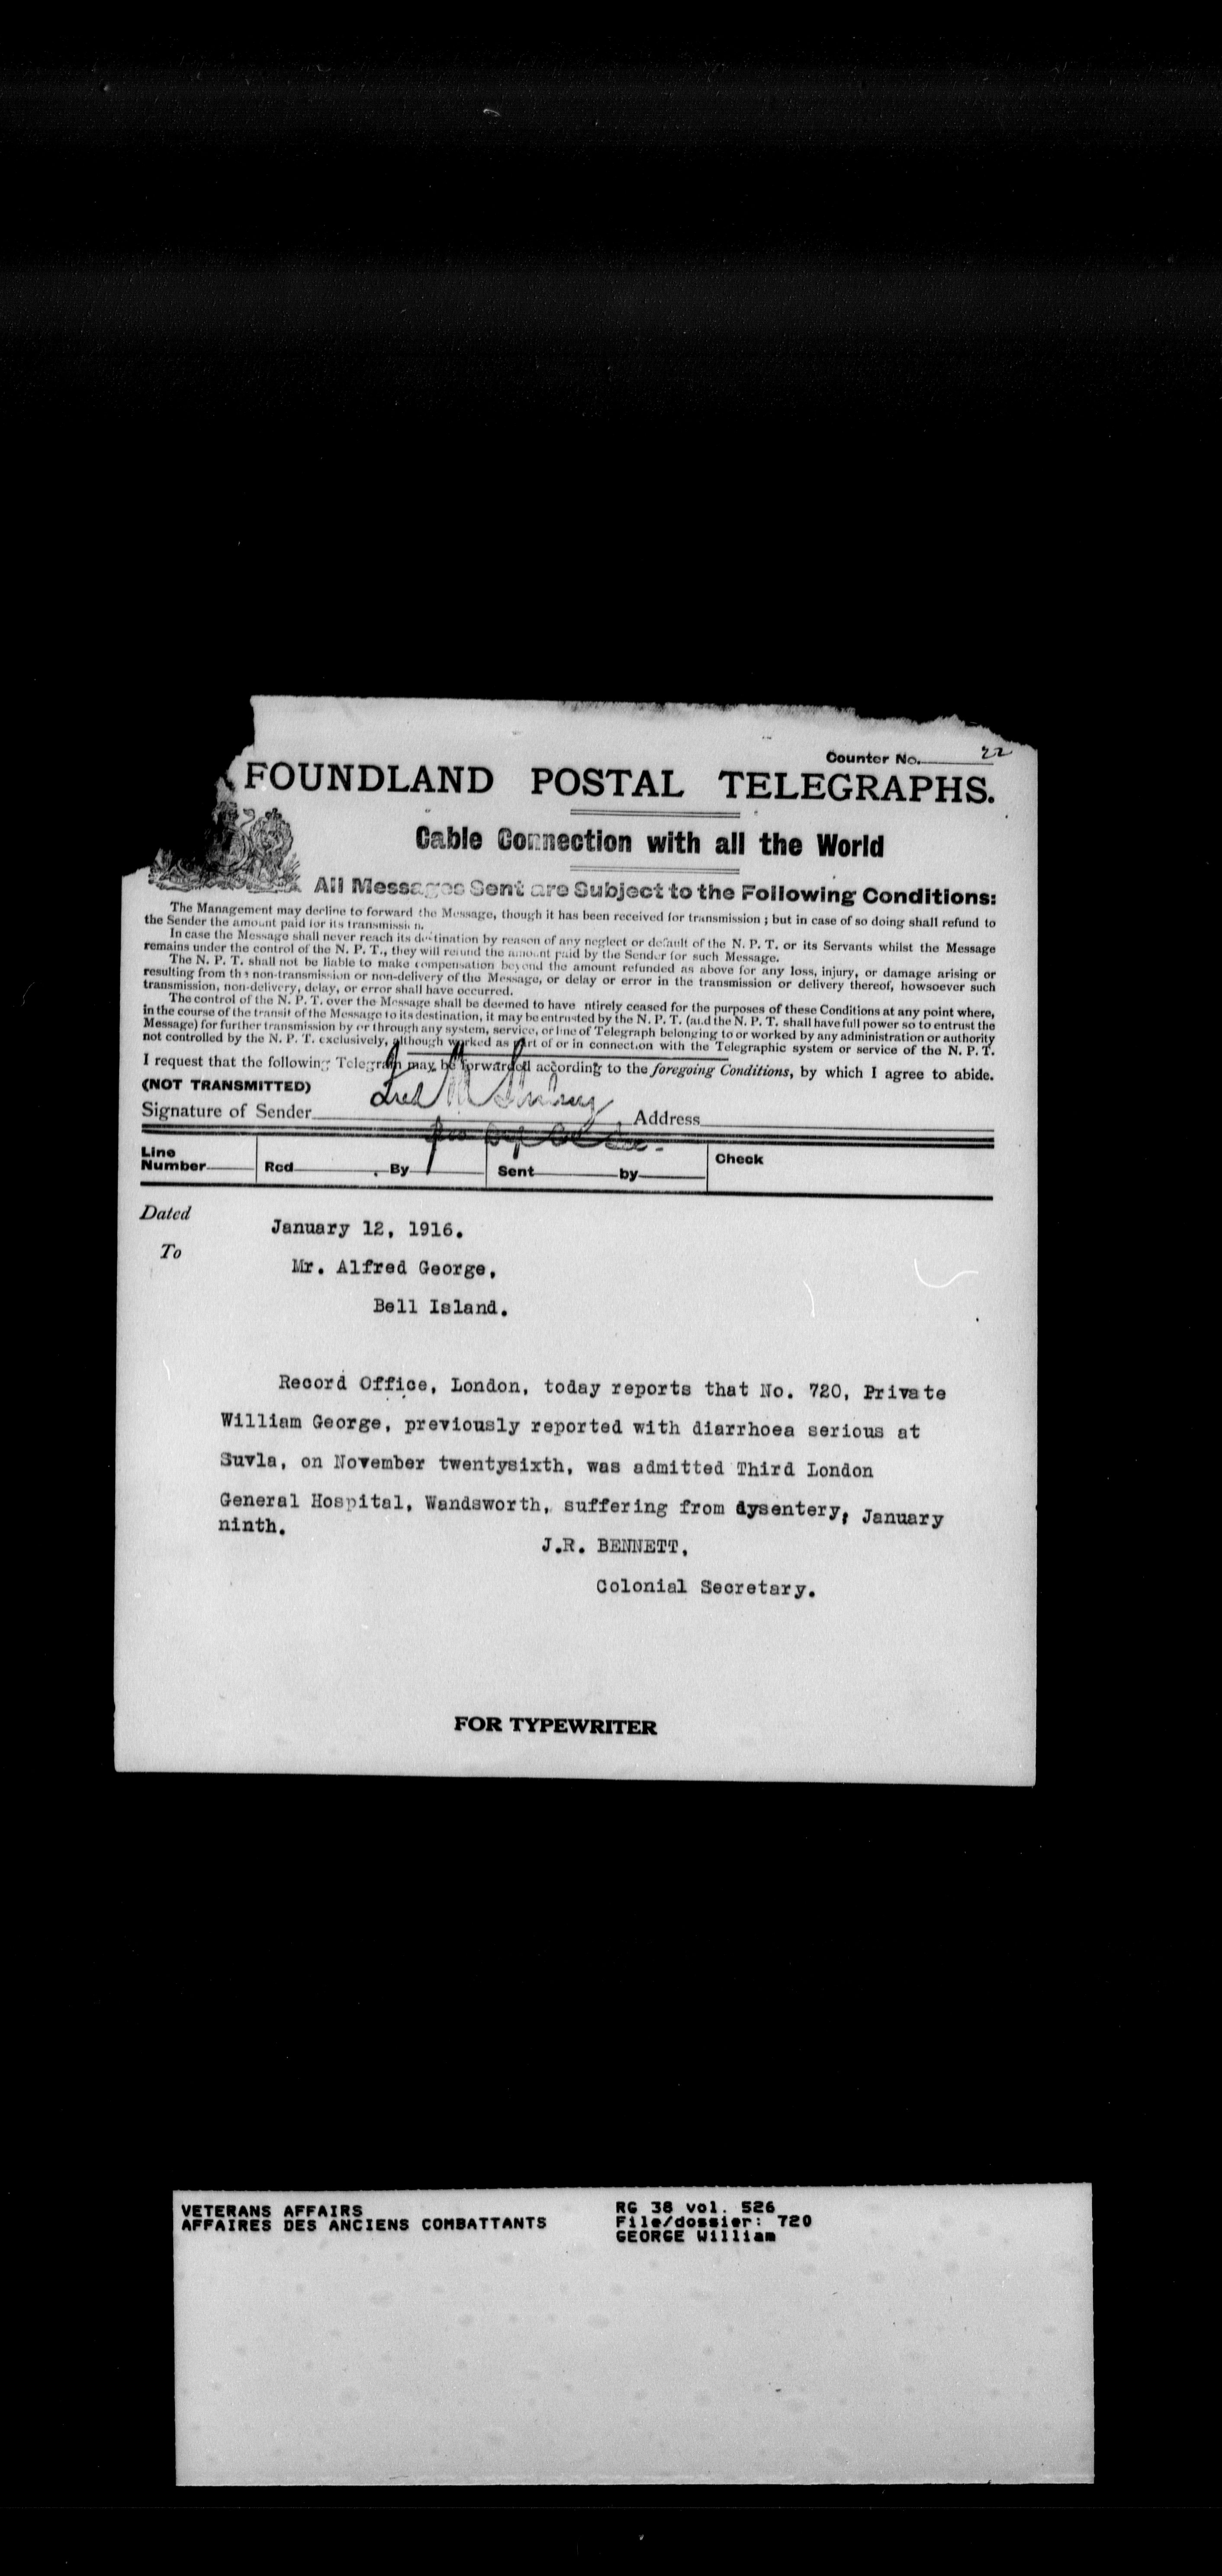 Counter No. 22
FOUNDLAND POSTAL TELEGRAPHS.
Cable Connection with all the World
All Messages Sent are Subject to the Following Conditions:
The Management may decline to forward the Message, though it has been received for transmission ; but in case of so doing shall refund to
the Sender the amount paid for its transmission.
In case the Message shall never reach its destination by reason of any neglect or default of the N. P. T. or its Servants whilst the Message
remains under the control of the N. P. T., they will refund the amount paid by the Sender for such Message.
The N. P. T. shall not be liable to make compensation beyond the amount refunded as above for any loss, injury, or damage arising or
resulting from the non-transmission or non-delivery of the Message, or delay or error in the transmission or delivery thereof, howsoever such
transmission, non-delivery, delay, or error shall have occurred.
The control of the N. P. T. over the Message shall be deemed to have ntirely ceased for the purposes of these Conditions at any point where,
in the course of the transit of the Message to its destination, it may be entrusted by the N. P. T. (and the N. P. T. shall have full power so to entrust the
Message) for further transmission by or through any system, service, or line of Telegraph belonging to or worked by any administration or authority
not controlled by the N. P. T. exclusively, although worked as part of or in connection with the Telegraphic system or service of the N. P. T.
I request that the following Telegram may be forwarded according to the foregoing Conditions, by which I agree to abide.
(NOT TRANSMITTED)
Signature of Sender Address
Line
Number Rcd. By Sent by Check
Dated January 12, 1916.
To Mr. Alfred George,
Bell Island.
Record Office, London, today reports that No. 720, Private
William George, previously reported with diarrhoea serious at
Suvla, on November twentysixth, was admitted Third London
General Hospital, Wandsworth, suffering from dysentery, January
ninth.
J.R. BENNETT,
Colonial Secretary.
FOR TYPEWRITER
VETERANS AFFAIRS RG 38 vol. 526
AFFAIRES DES ANCIENS COMBATTANTS File/dossier: 720
GEORGE William